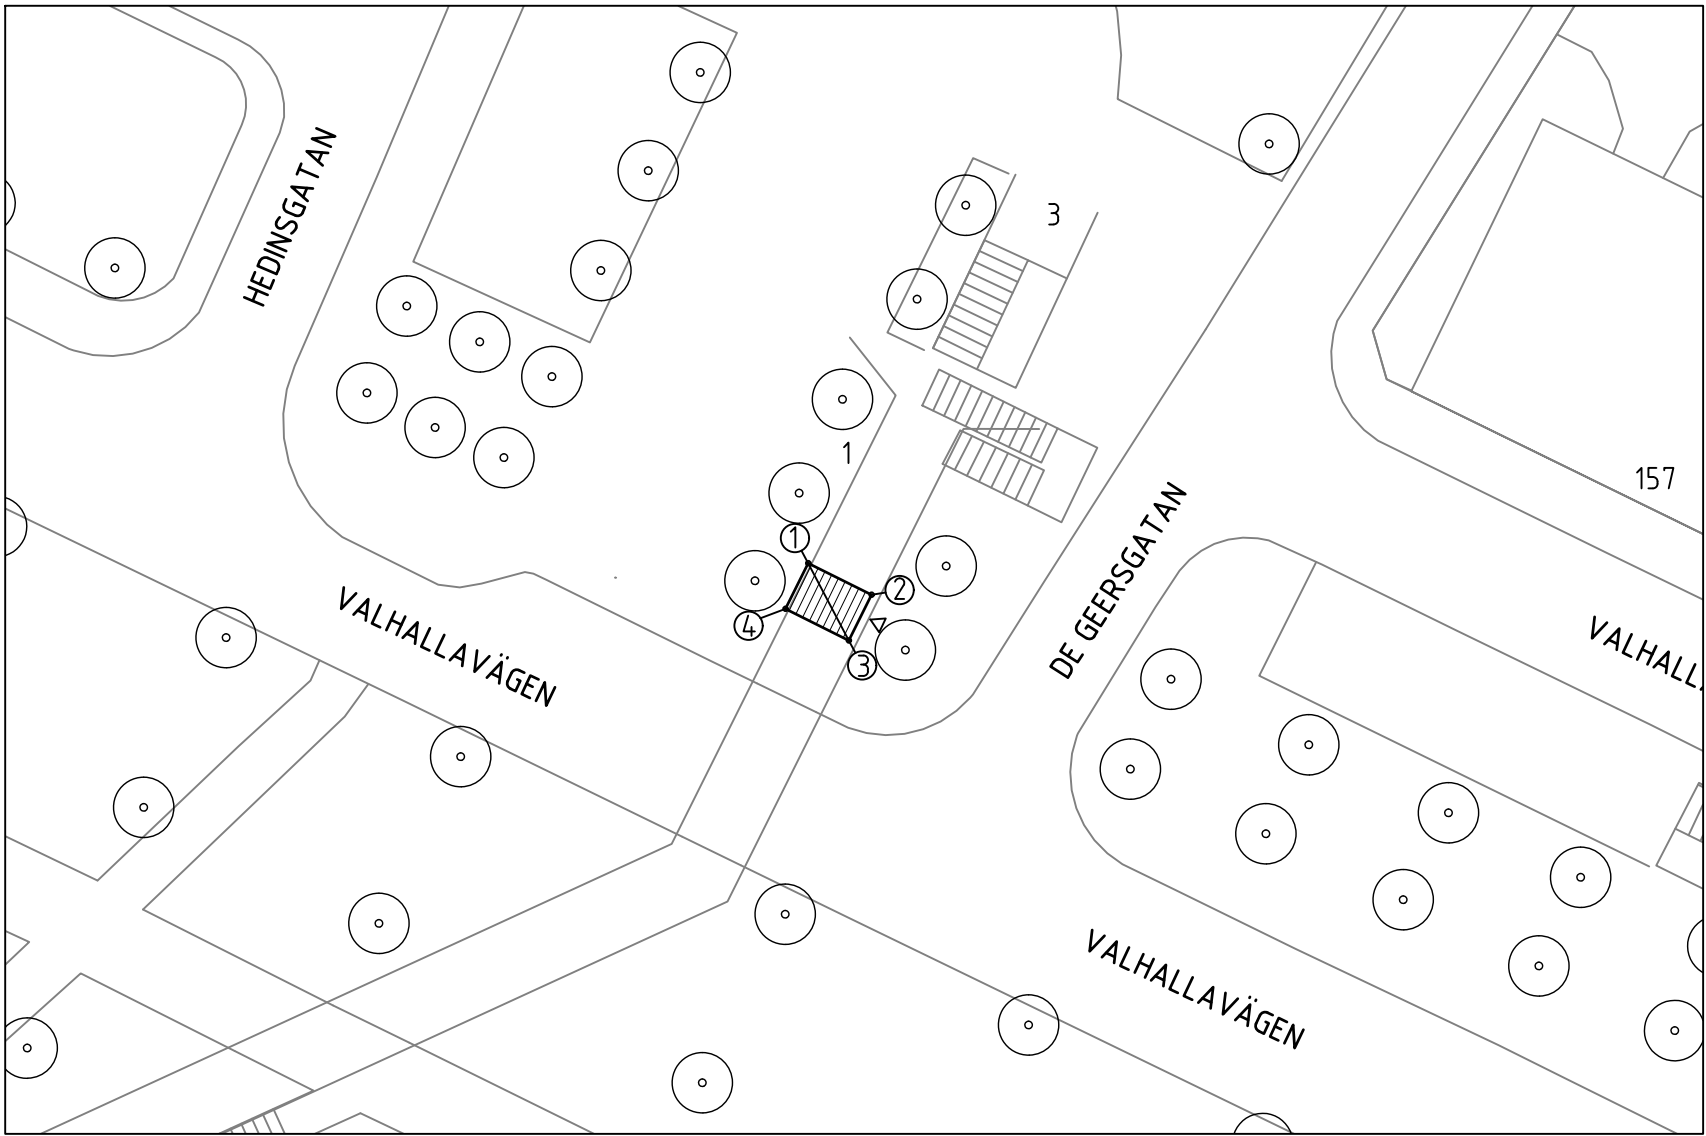 HEDINSGATAN
3
1
157
1
2
4
3
DE GEERSGATAN
VALHALLAVÄGEN
VALHALL
VALHALLAVÄGEN